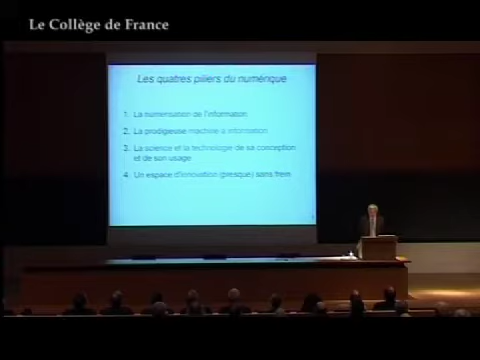 Le Collège de France
Les quatres piliers du numérique
1. La numérisation de l'information
2. La prodigieuse machine à information
3. La science et la technologie de sa conception
et de son usage
4. Un espace d'innovation (presque) sans frein